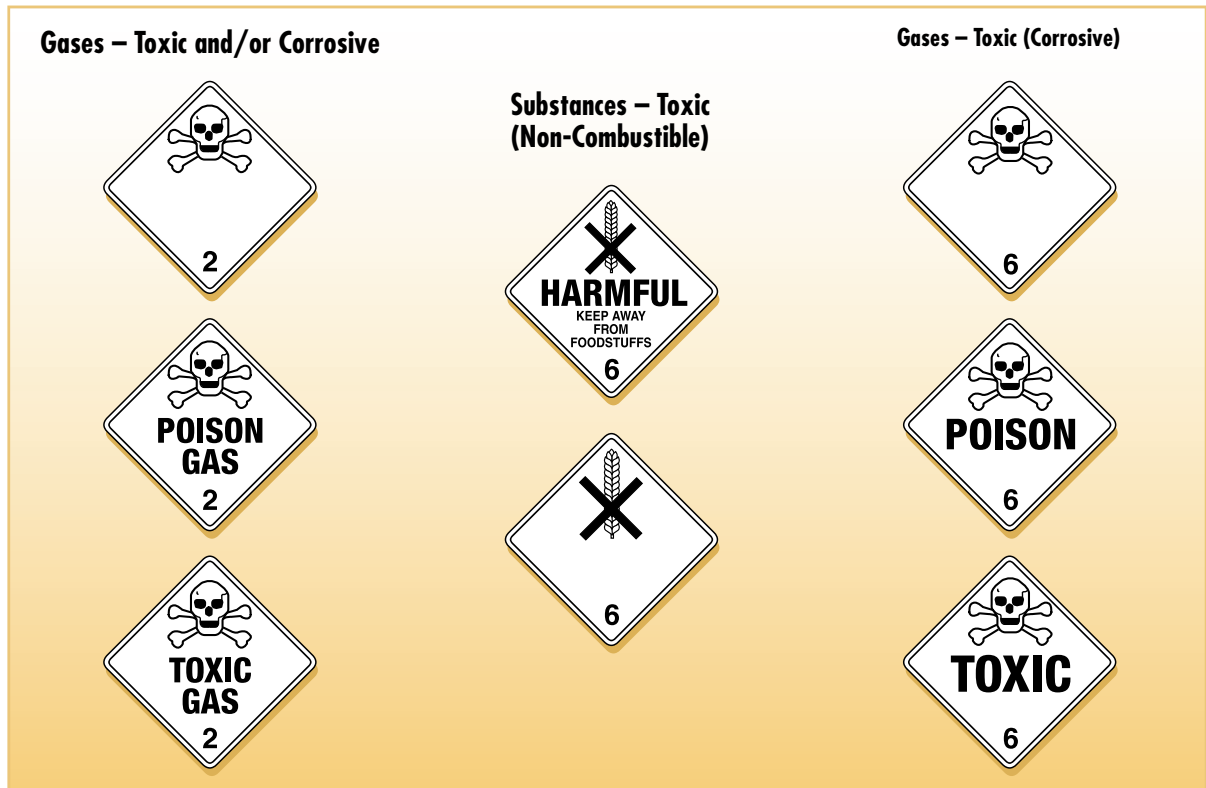 Gases – Toxic and/or Corrosive
2
POISON
GAS
2
TOXIC
GAS
2
Substances – Toxic
(Non-Combustible)
HARMFUL
KEEP AWAY
FROM
FOODSTUFFS
6
6
Gases – Toxic (Corrosive)
6
POISON
6
TOXIC
6